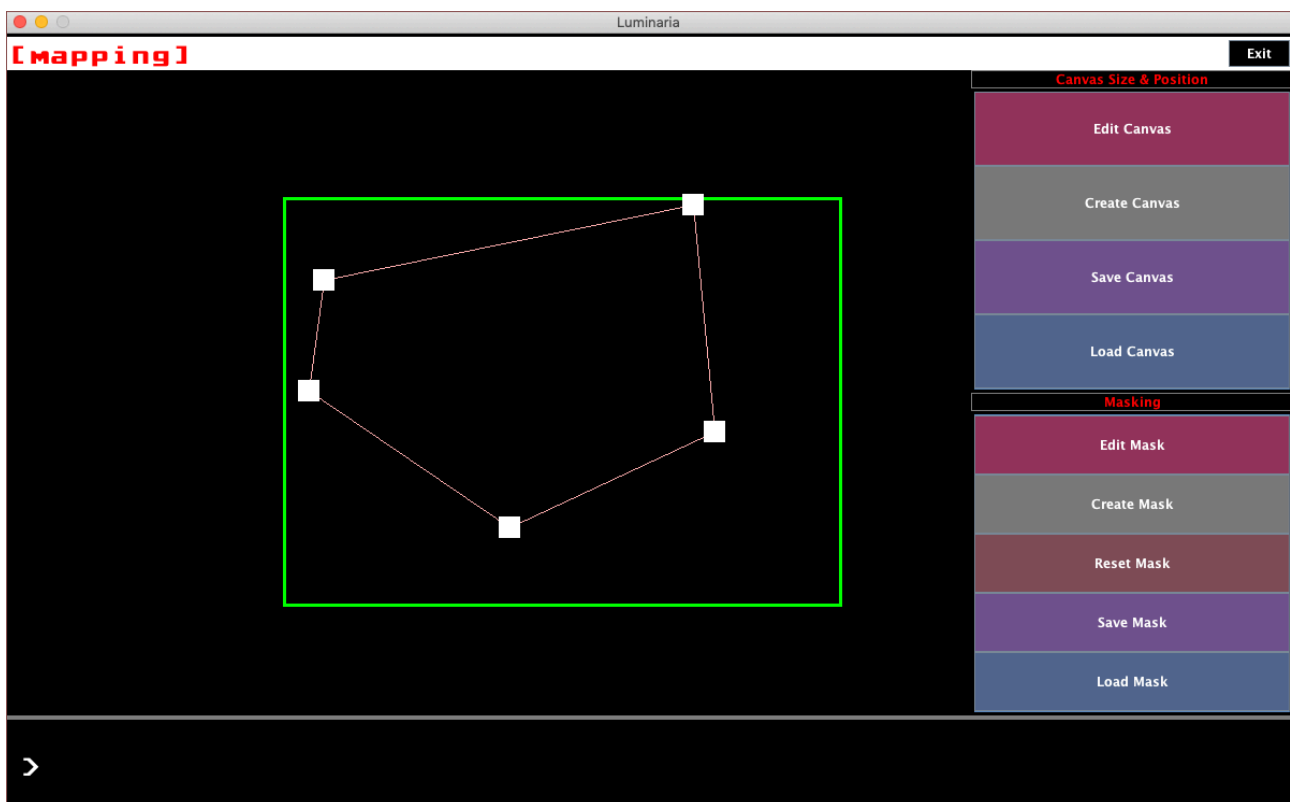 Luminaria
[mapping]
Exit
Canvas Size & Position
Edit Canvas
Create Canvas
Save Canvas
Load Canvas
Masking
Edit Mask
Create Mask
Reset Mask
Save Mask
Load Mask
>